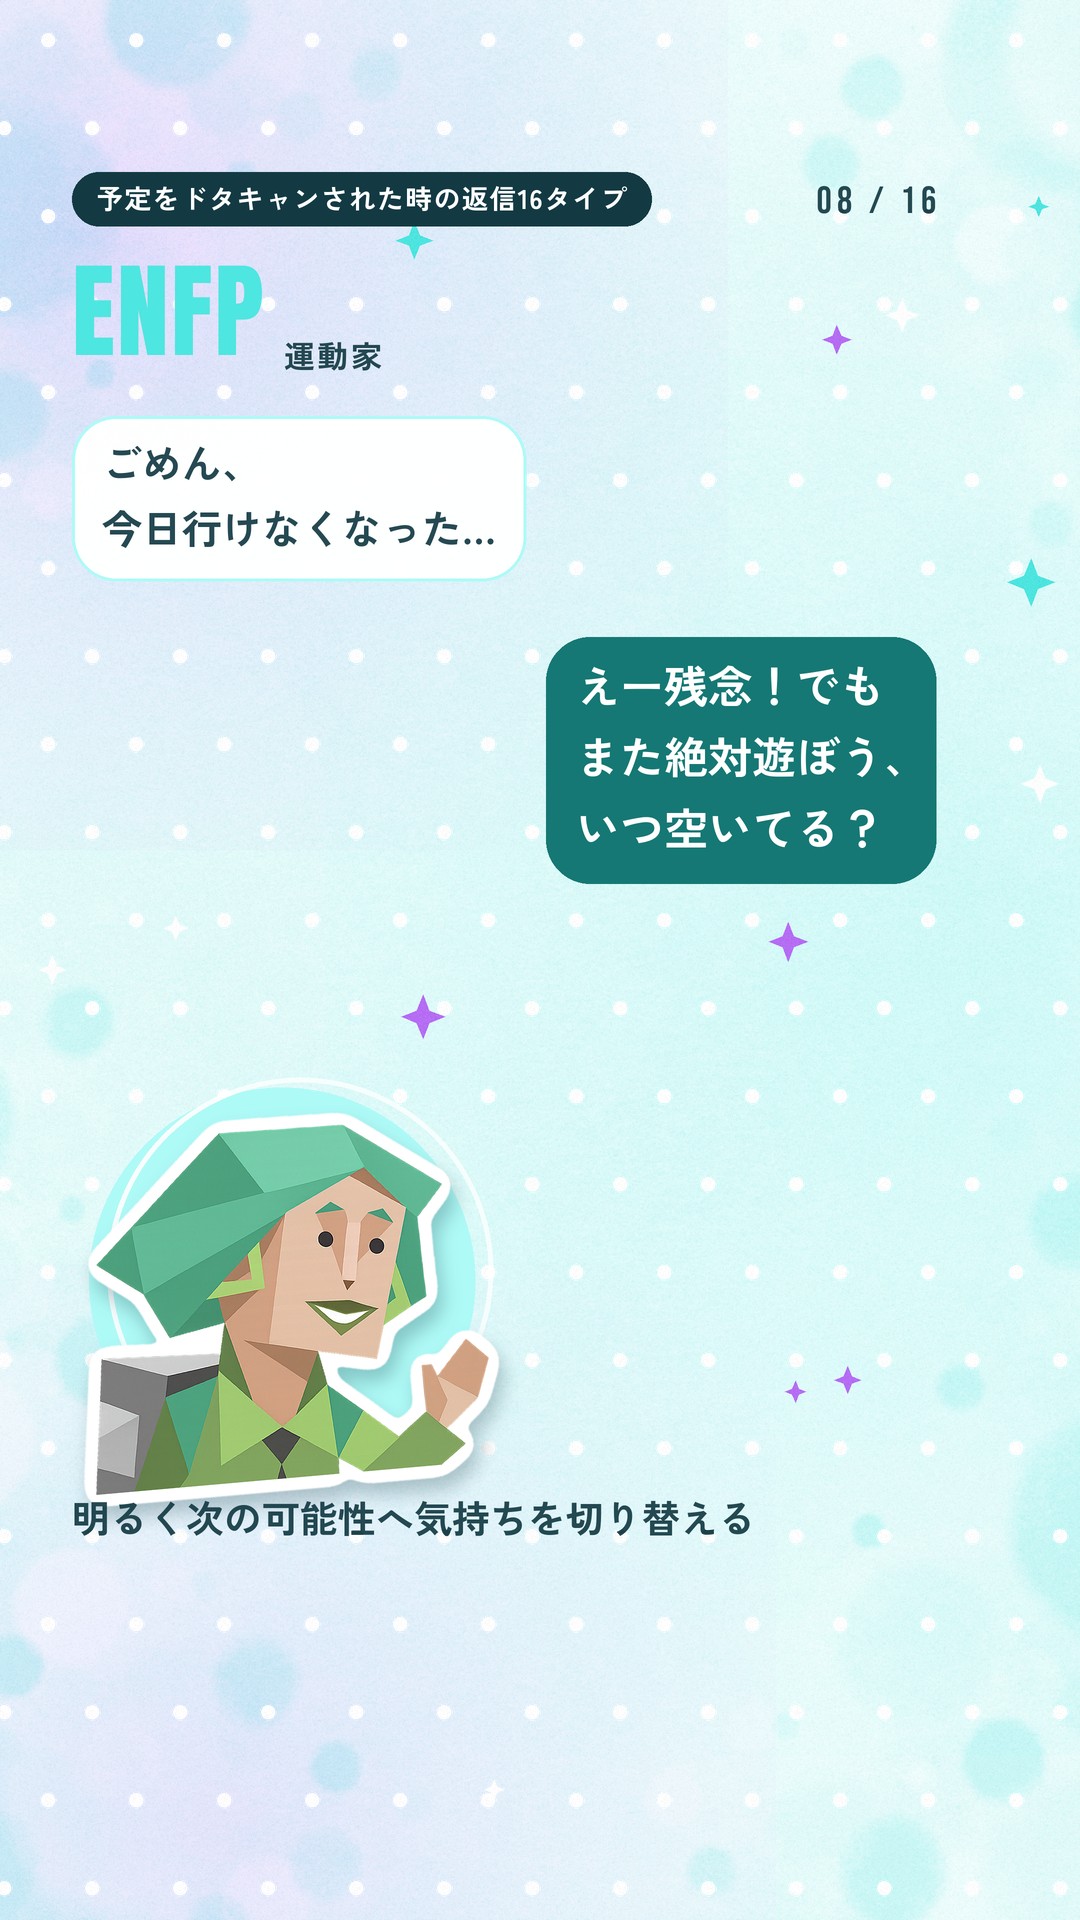 予定をドタキャンされた時の返信16タイプ
08 / 16
ENFP
運動家
ごめん、
今日行けなくなった…
えー残念！でも
また絶対遊ぼう、
いつ空いてる？
明るく次の可能性へ気持ちを切り替える